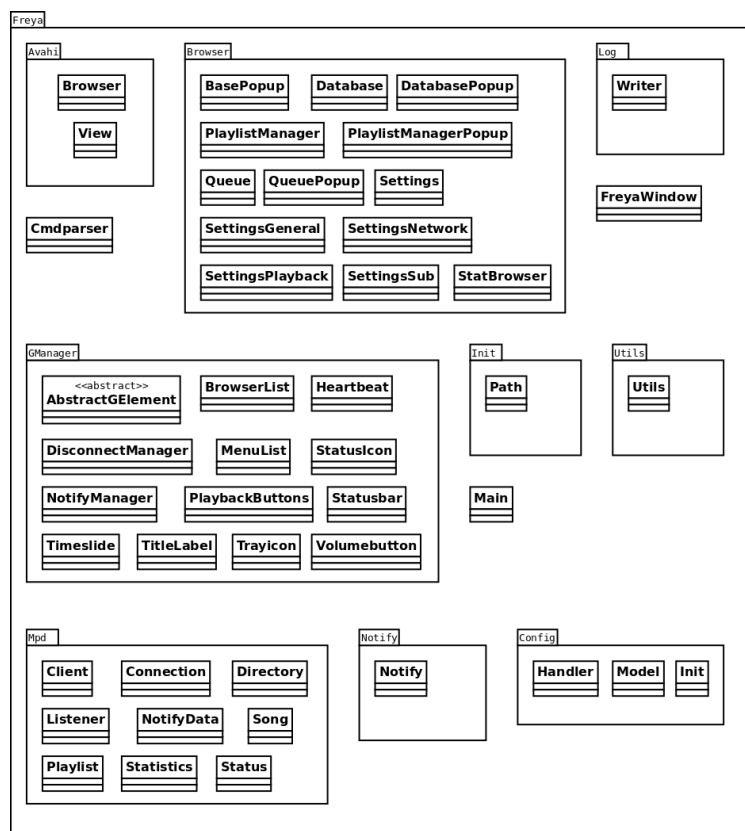 Freya
Avahi
Browser
View
Browser
BasePopup Database DatabasePopup
PlaylistManager PlaylistManagerPopup
Queue QueuePopup Settings
SettingsGeneral SettingsNetwork
SettingsPlayback SettingsSub StatBrowser
Log
Writer
Cmdparser
FreyaWindow
GManager
<<abstract>>
AbstractGElement BrowserList Heartbeat
DisconnectManager MenuList StatusIcon
NotifyManager PlaybackButtons Statusbar
Timeslide TitleLabel Trayicon Volumebutton
Init
Path
Utils
Utils
Main
Mpd
Client Connection Directory
Listener NotifyData Song
Playlist Statistics Status
Notify
Notify
Config
Handler Model Init